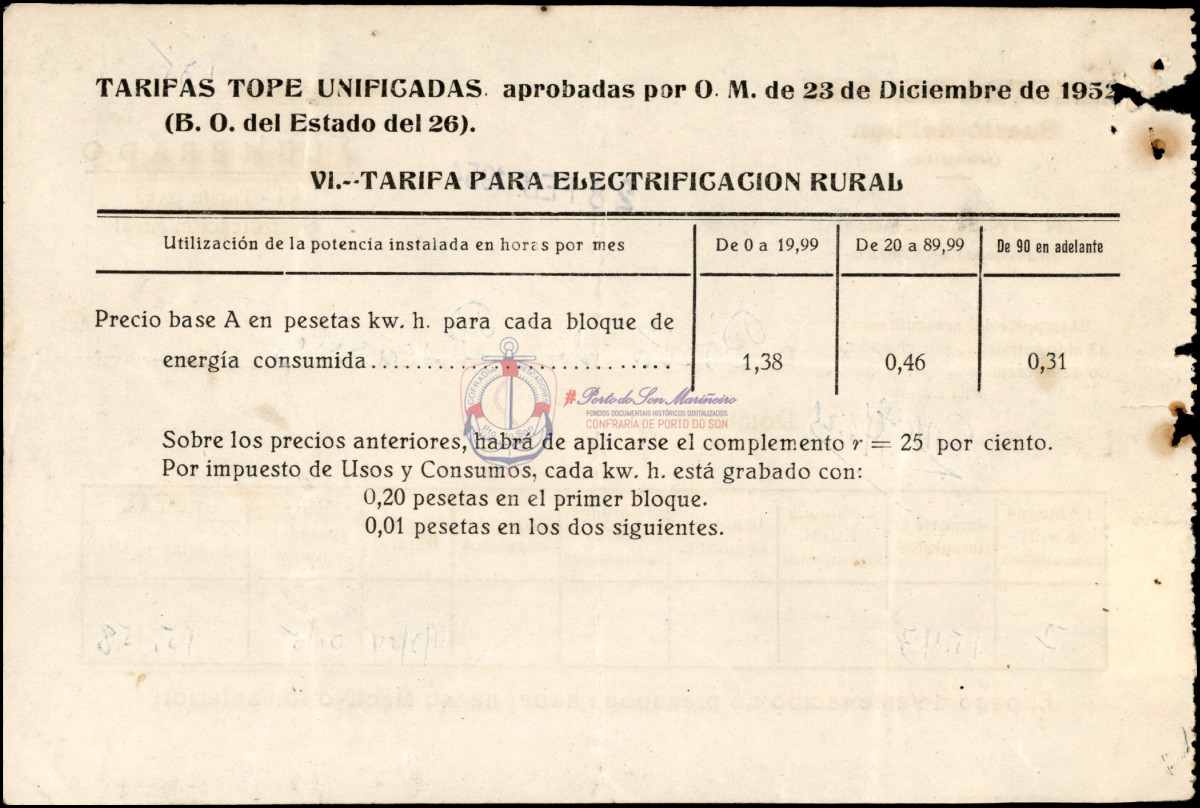 TARIFAS TOPE UNIFICADAS. aprobadas por O. M. de 23 de Diciembre de 1952
(B. O. del Estado del 26).
VI.--TARIFA PARA ELECTRIFICACION RURAL
Utilización de la potencia instalada en horas por mes De 0 a 19,99 De 20 a 89,99 De 90 en adelante
Precio base A en pesetas kw. h. para cada bloque de
energía consumida.............................. 1,38 0,46 0,31
#Porto do Son Mariñeiro
FONDOS DOCUMENTAIS HISTÓRICOS DIXITALIZADOS
CONFRARÍA DE PORTO DO SON
Sobre los precios anteriores, habrá de aplicarse el complemento r = 25 por ciento.
Por impuesto de Usos y Consumos, cada kw. h. está grabado con:
0,20 pesetas en el primer bloque.
0,01 pesetas en los dos siguientes.